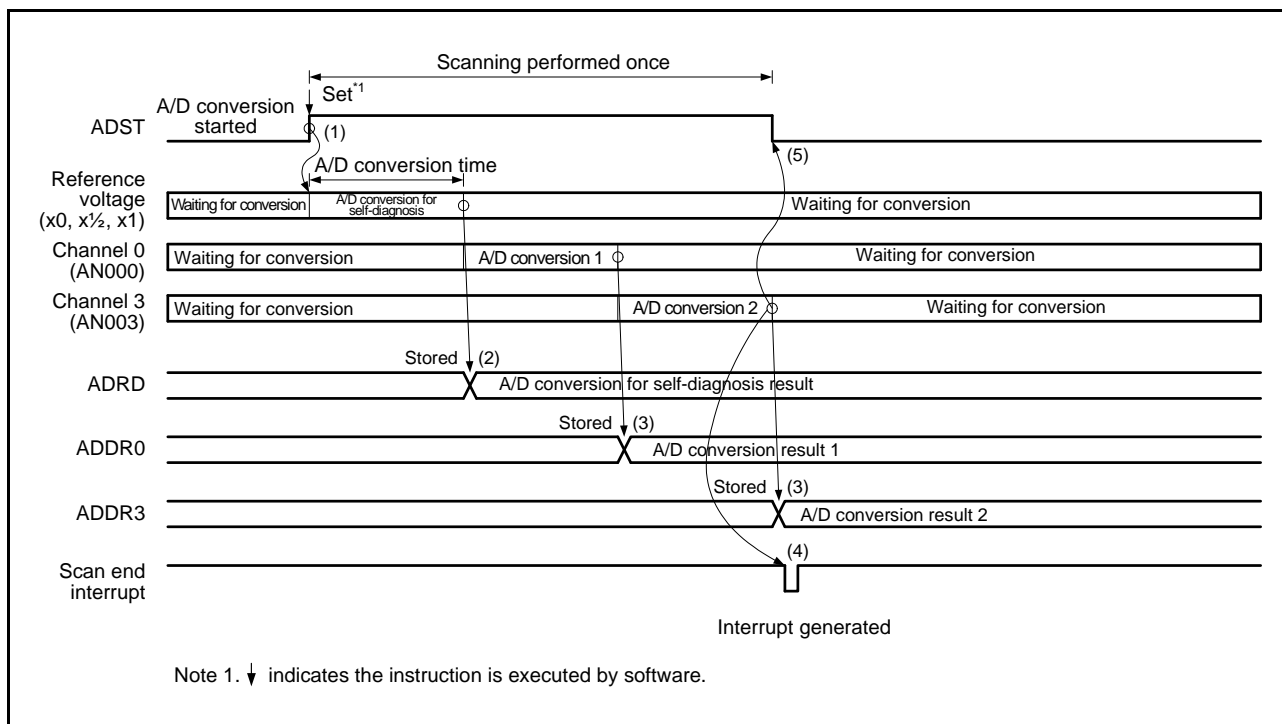 Scanning performed once
Set*1
A/D conversion
started
ADST
(1)
(5)
A/D conversion time
Reference
voltage
(x0, x½, x1)
Waiting for conversion
A/D conversion for
self-diagnosis
Waiting for conversion
Channel 0
(AN000)
Waiting for conversion
A/D conversion 1
Waiting for conversion
Channel 3
(AN003)
Waiting for conversion
A/D conversion 2
Waiting for conversion
Stored (2)
ADRD
A/D conversion for self-diagnosis result
Stored (3)
ADDR0
A/D conversion result 1
Stored (3)
ADDR3
A/D conversion result 2
(4)
Scan end
interrupt
Interrupt generated
Note 1. ↓ indicates the instruction is executed by software.